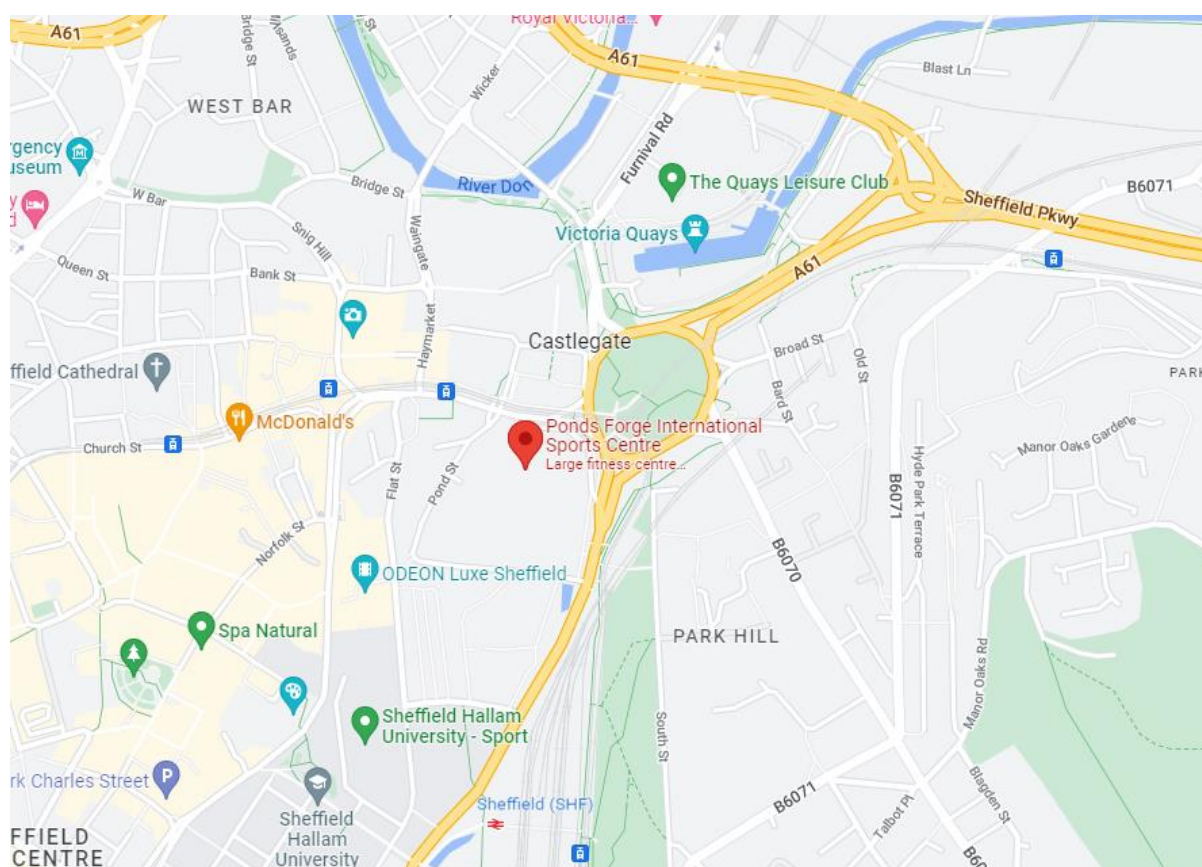 Royal Victoria...
A61
A61
Blast Ln
Bridge St
Wicker
WEST BAR
Furnival Rd
River Don
The Quays Leisure Club
B6071
Sheffield Pkwy
rgency
useum
Bridge St
W Bar
Waingate
Victoria Quays
Snig Hill
Queen St
Bank St
A61
Haymarket
Castlegate
Broad St
Old St
Bard St
PARK
ffield Cathedral
McDonald's
Church St
Ponds Forge International
Sports Centre
Large fitness centre...
Manor Oaks Gardens
Flat St
Pond St
Hyde Park Terrace
B6071
Norfolk St
B6070
ODEON Luxe Sheffield
Spa Natural
PARK HILL
Manor Oaks Rd
Sheffield Hallam
University - Sport
South St
rk Charles Street
P
Sheffield (SHF)
B6071
Talbot Pl
Blagden St
Sheffield
Hallam
University
FFIELD
CENTRE